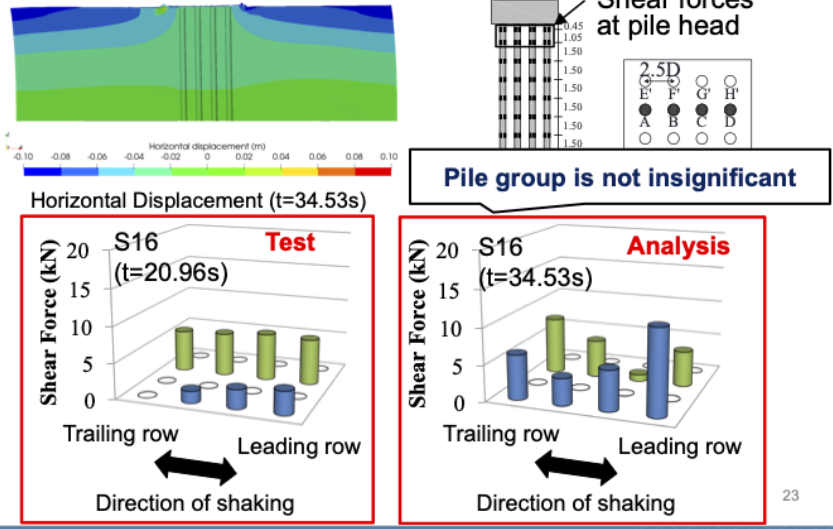 Shear forces
at pile head
0.45
1.05
1.50
1.50
1.50
1.50
1.50
1.50
2.5D
E' F' G' H'
A B C D
Horizontal displacement (m)
-0.10 -0.08 -0.06 -0.04 -0.02 0 0.02 0.04 0.06 0.08 0.10
Horizontal Displacement (t=34.53s)
Pile group is not insignificant
Test
S16
(t=20.96s)
Shear Force (kN)
20
15
10
5
0
Trailing row
Leading row
Direction of shaking
Analysis
S16
(t=34.53s)
Shear Force (kN)
20
15
10
5
0
Trailing row
Leading row
Direction of shaking
23